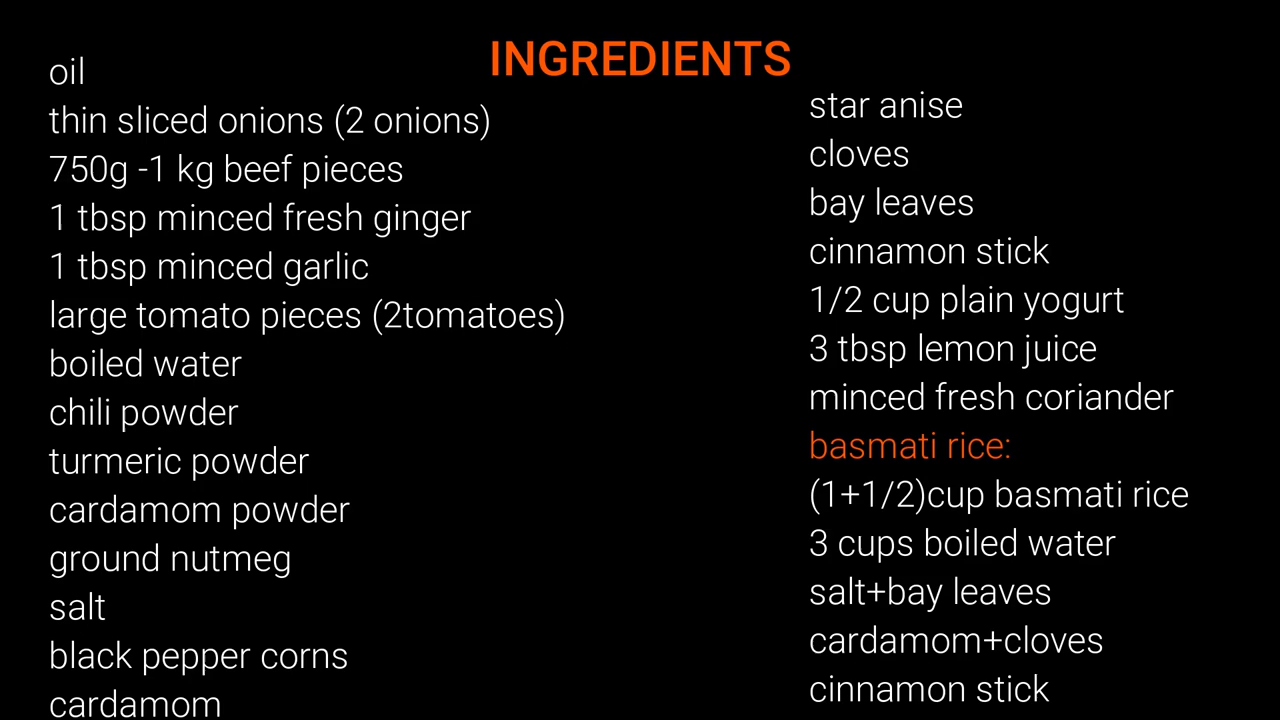 INGREDIENTS
oil
thin sliced onions (2 onions)
750g -1 kg beef pieces
1 tbsp minced fresh ginger
1 tbsp minced garlic
large tomato pieces (2tomatoes)
boiled water
chili powder
turmeric powder
cardamom powder
ground nutmeg
salt
black pepper corns
cardamom
star anise
cloves
bay leaves
cinnamon stick
1/2 cup plain yogurt
3 tbsp lemon juice
minced fresh coriander
basmati rice:
(1+1/2)cup basmati rice
3 cups boiled water
salt+bay leaves
cardamom+cloves
cinnamon stick